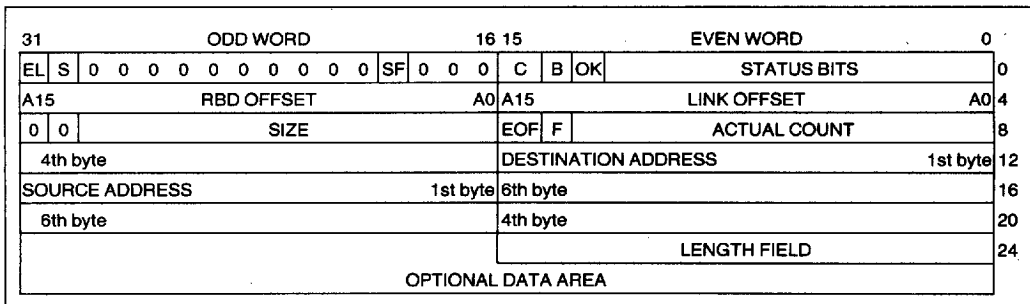 31 ODD WORD 16 15 EVEN WORD 0
EL S 0 0 0 0 0 0 0 0 0 0 SF 0 0 0 C B OK STATUS BITS 0
A15 RBD OFFSET A0 A15 LINK OFFSET A0 4
0 0 SIZE EOF F ACTUAL COUNT 8
4th byte DESTINATION ADDRESS 1st byte 12
SOURCE ADDRESS 1st byte 6th byte 16
6th byte 4th byte 20
LENGTH FIELD 24
OPTIONAL DATA AREA